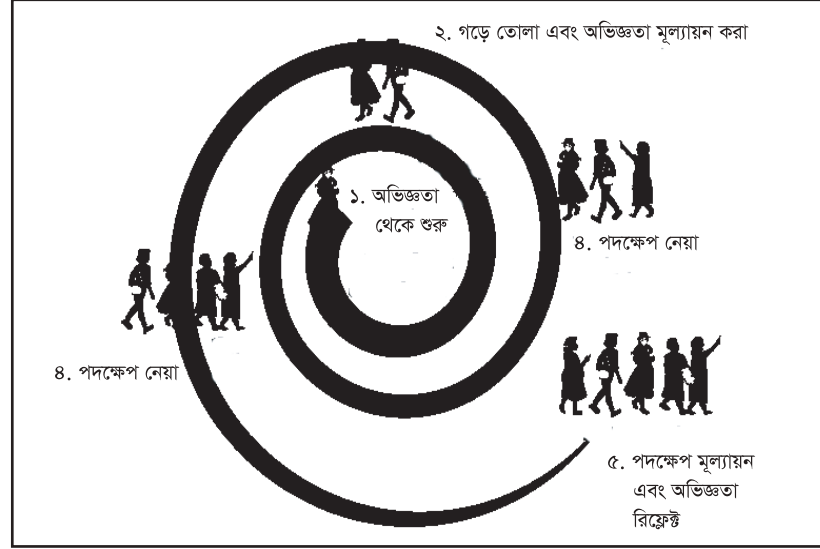 ২. গড়ে তোলা এবং অভিজ্ঞতা মূল্যায়ন করা
১. অভিজ্ঞতা
থেকে শুরু
৪. পদক্ষেপ নেয়া
৪. পদক্ষেপ নেয়া
৫. পদক্ষেপ মূল্যায়ন
এবং অভিজ্ঞতা
রিফ্লেক্ট